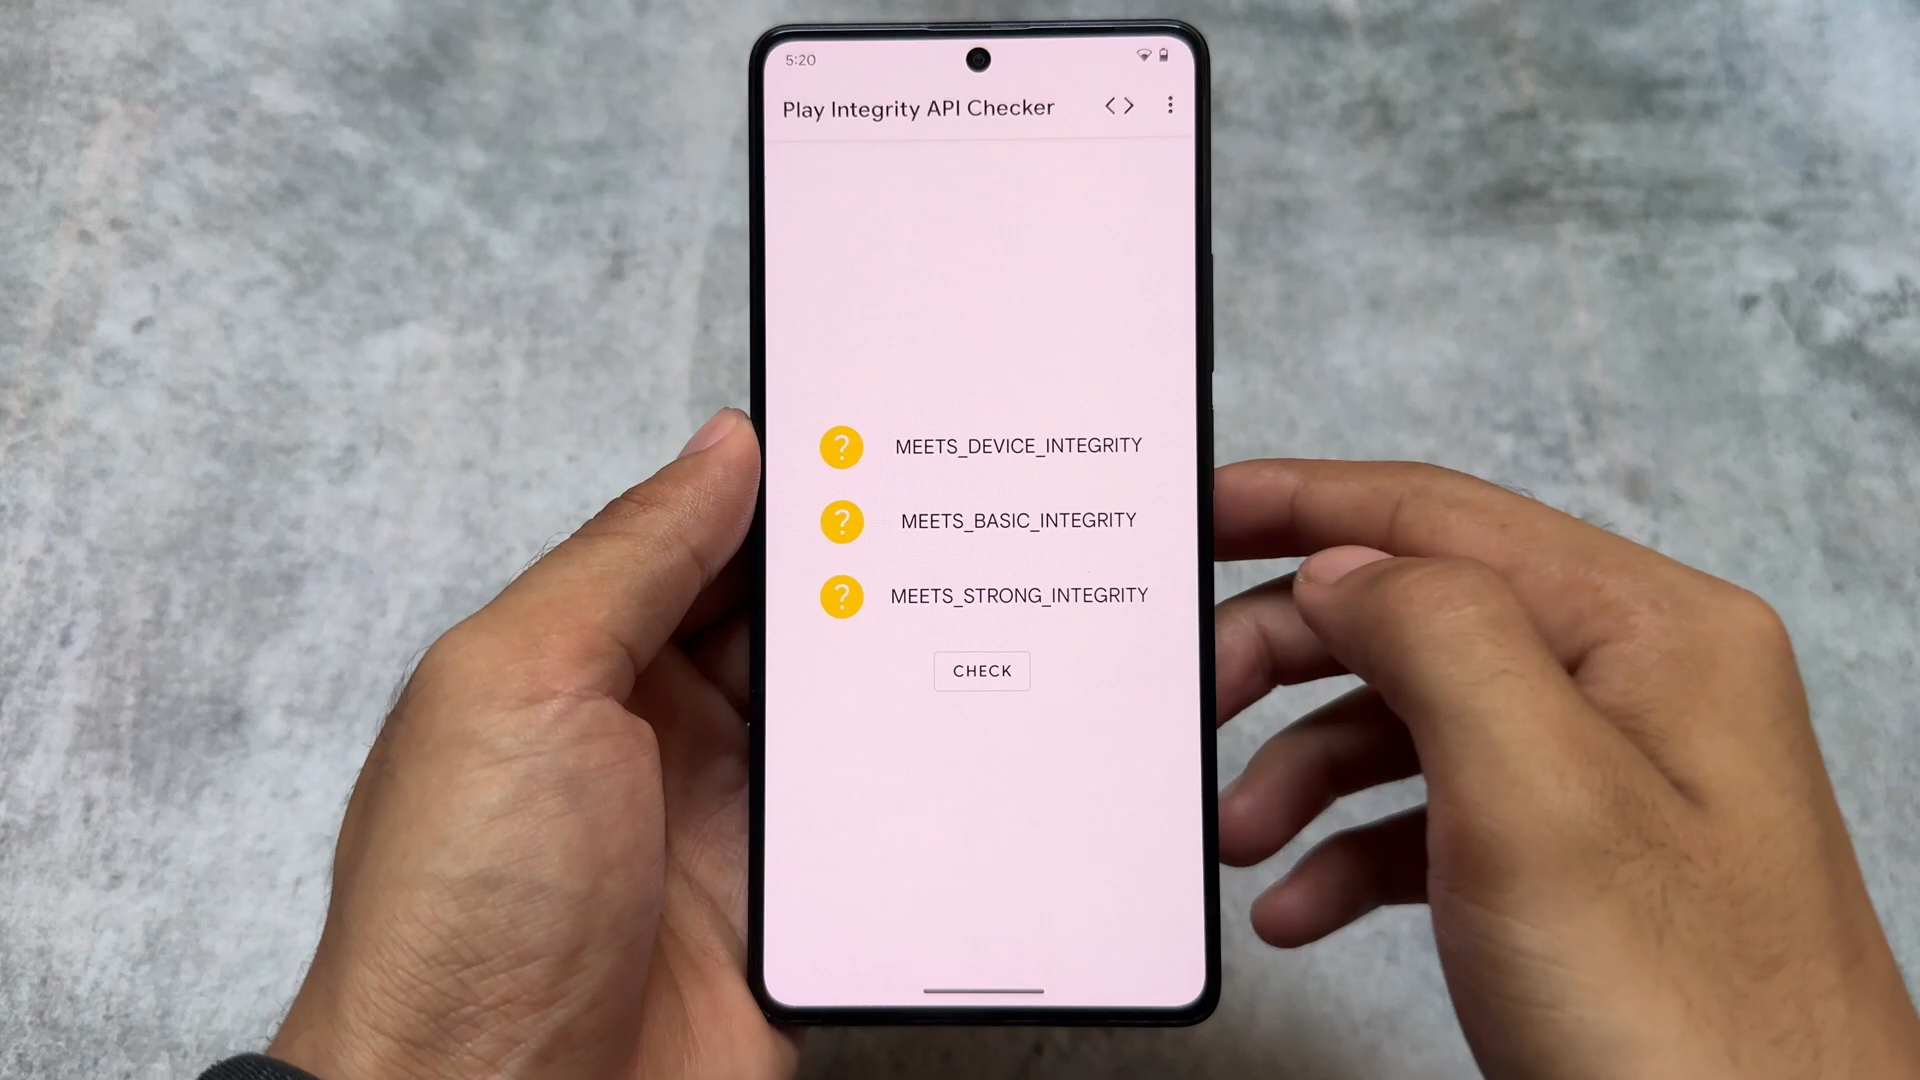 5:20
Play Integrity API Checker
? MEETS_DEVICE_INTEGRITY
? MEETS_BASIC_INTEGRITY
? MEETS_STRONG_INTEGRITY
CHECK